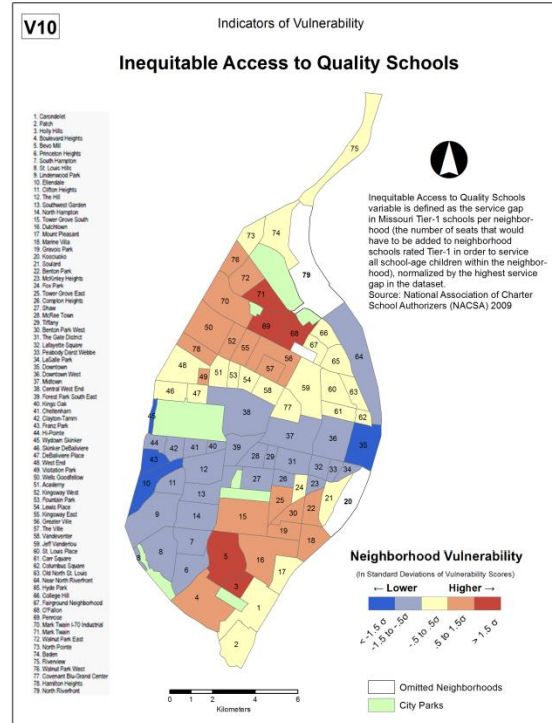 V10
Indicators of Vulnerability
Inequitable Access to Quality Schools
1. Carondelet
2. Patch
3. Holly Hills
4. Boulevard Heights
5. Bevo Mill
6. Princeton Heights
7. South Hampton
8. St. Louis Hills
9. Lindenwood Park
10. Ellendale
11. Clifton Heights
12. The Hill
13. Southwest Garden
14. North Hampton
15. Tower Grove South
16. Dutchtown
17. Mount Pleasant
18. Marine Villa
19. Gravois Park
20. Kosciusko
21. Soulard
22. Benton Park
23. McKinley Heights
24. Fox Park
25. Tower Grove East
26. Compton Heights
27. Shaw
28. McRee Town
29. Tiffany
30. Benton Park West
31. The Gate District
32. Lafayette Square
33. Peabody Darst Webbe
34. LaSalle Park
35. Downtown
36. Downtown West
37. Midtown
38. Central West End
39. Forest Park South East
40. Kings Oak
41. Cheltenham
42. Clayton-Tamm
43. Franz Park
44. Hi-Pointe
45. Wydown Skinker
46. Skinker DeBaliviere
47. DeBaliviere Place
48. West End
49. Visitation Park
50. Wells Goodfellow
51. Academy
52. Kingsway West
53. Fountain Park
54. Lewis Place
55. Kingsway East
56. Greater Ville
57. The Ville
58. Vandeventer
59. Jeff Vanderlou
60. St. Louis Place
61. Carr Square
62. Columbus Square
63. Old North St. Louis
64. Near North Riverfront
65. Hyde Park
66. College Hill
67. Fairground Neighborhood
68. O'Fallon
69. Penrose
70. Mark Twain I-70 Industrial
71. Mark Twain
72. Walnut Park East
73. North Pointe
74. Baden
75. Riverview
76. Walnut Park West
77. Covenant Blu-Grand Center
78. Hamilton Heights
79. North Riverfront
Inequitable Access to Quality Schools
variable is defined as the service gap
in Missouri Tier-1 schools per neighbor-
hood (the number of seats that would
have to be added to neighborhood
schools rated Tier-1 in order to service
all school-age children within the neighbor-
hood), normalized by the highest service
gap in the dataset.
Source: National Association of Charter
School Authorizers (NACSA) 2009
75
73 74
76 72 79
70 71
69 68
66
50 52 55 56 67 64
78 57 65
48 49 51 53 54 58 59 60 63
46 47 77 61 62
45 38
44 42 41 40 39 37 36 35
43 28 29 31 32 33 34
10 11 12 27 26 24 23 21 20
13 25 30 22
9 14 15 19 18
8 7 5 16
8 6 17
4 3 1
2
Neighborhood Vulnerability
(In Standard Deviations of Vulnerability Scores)
← Lower Higher →
<-1.5 σ
-1.5 to -.5σ
-.5 to .5σ
.5 to 1.5σ
> 1.5 σ
Omitted Neighborhoods
City Parks
0 1 2 4 6
Kilometers